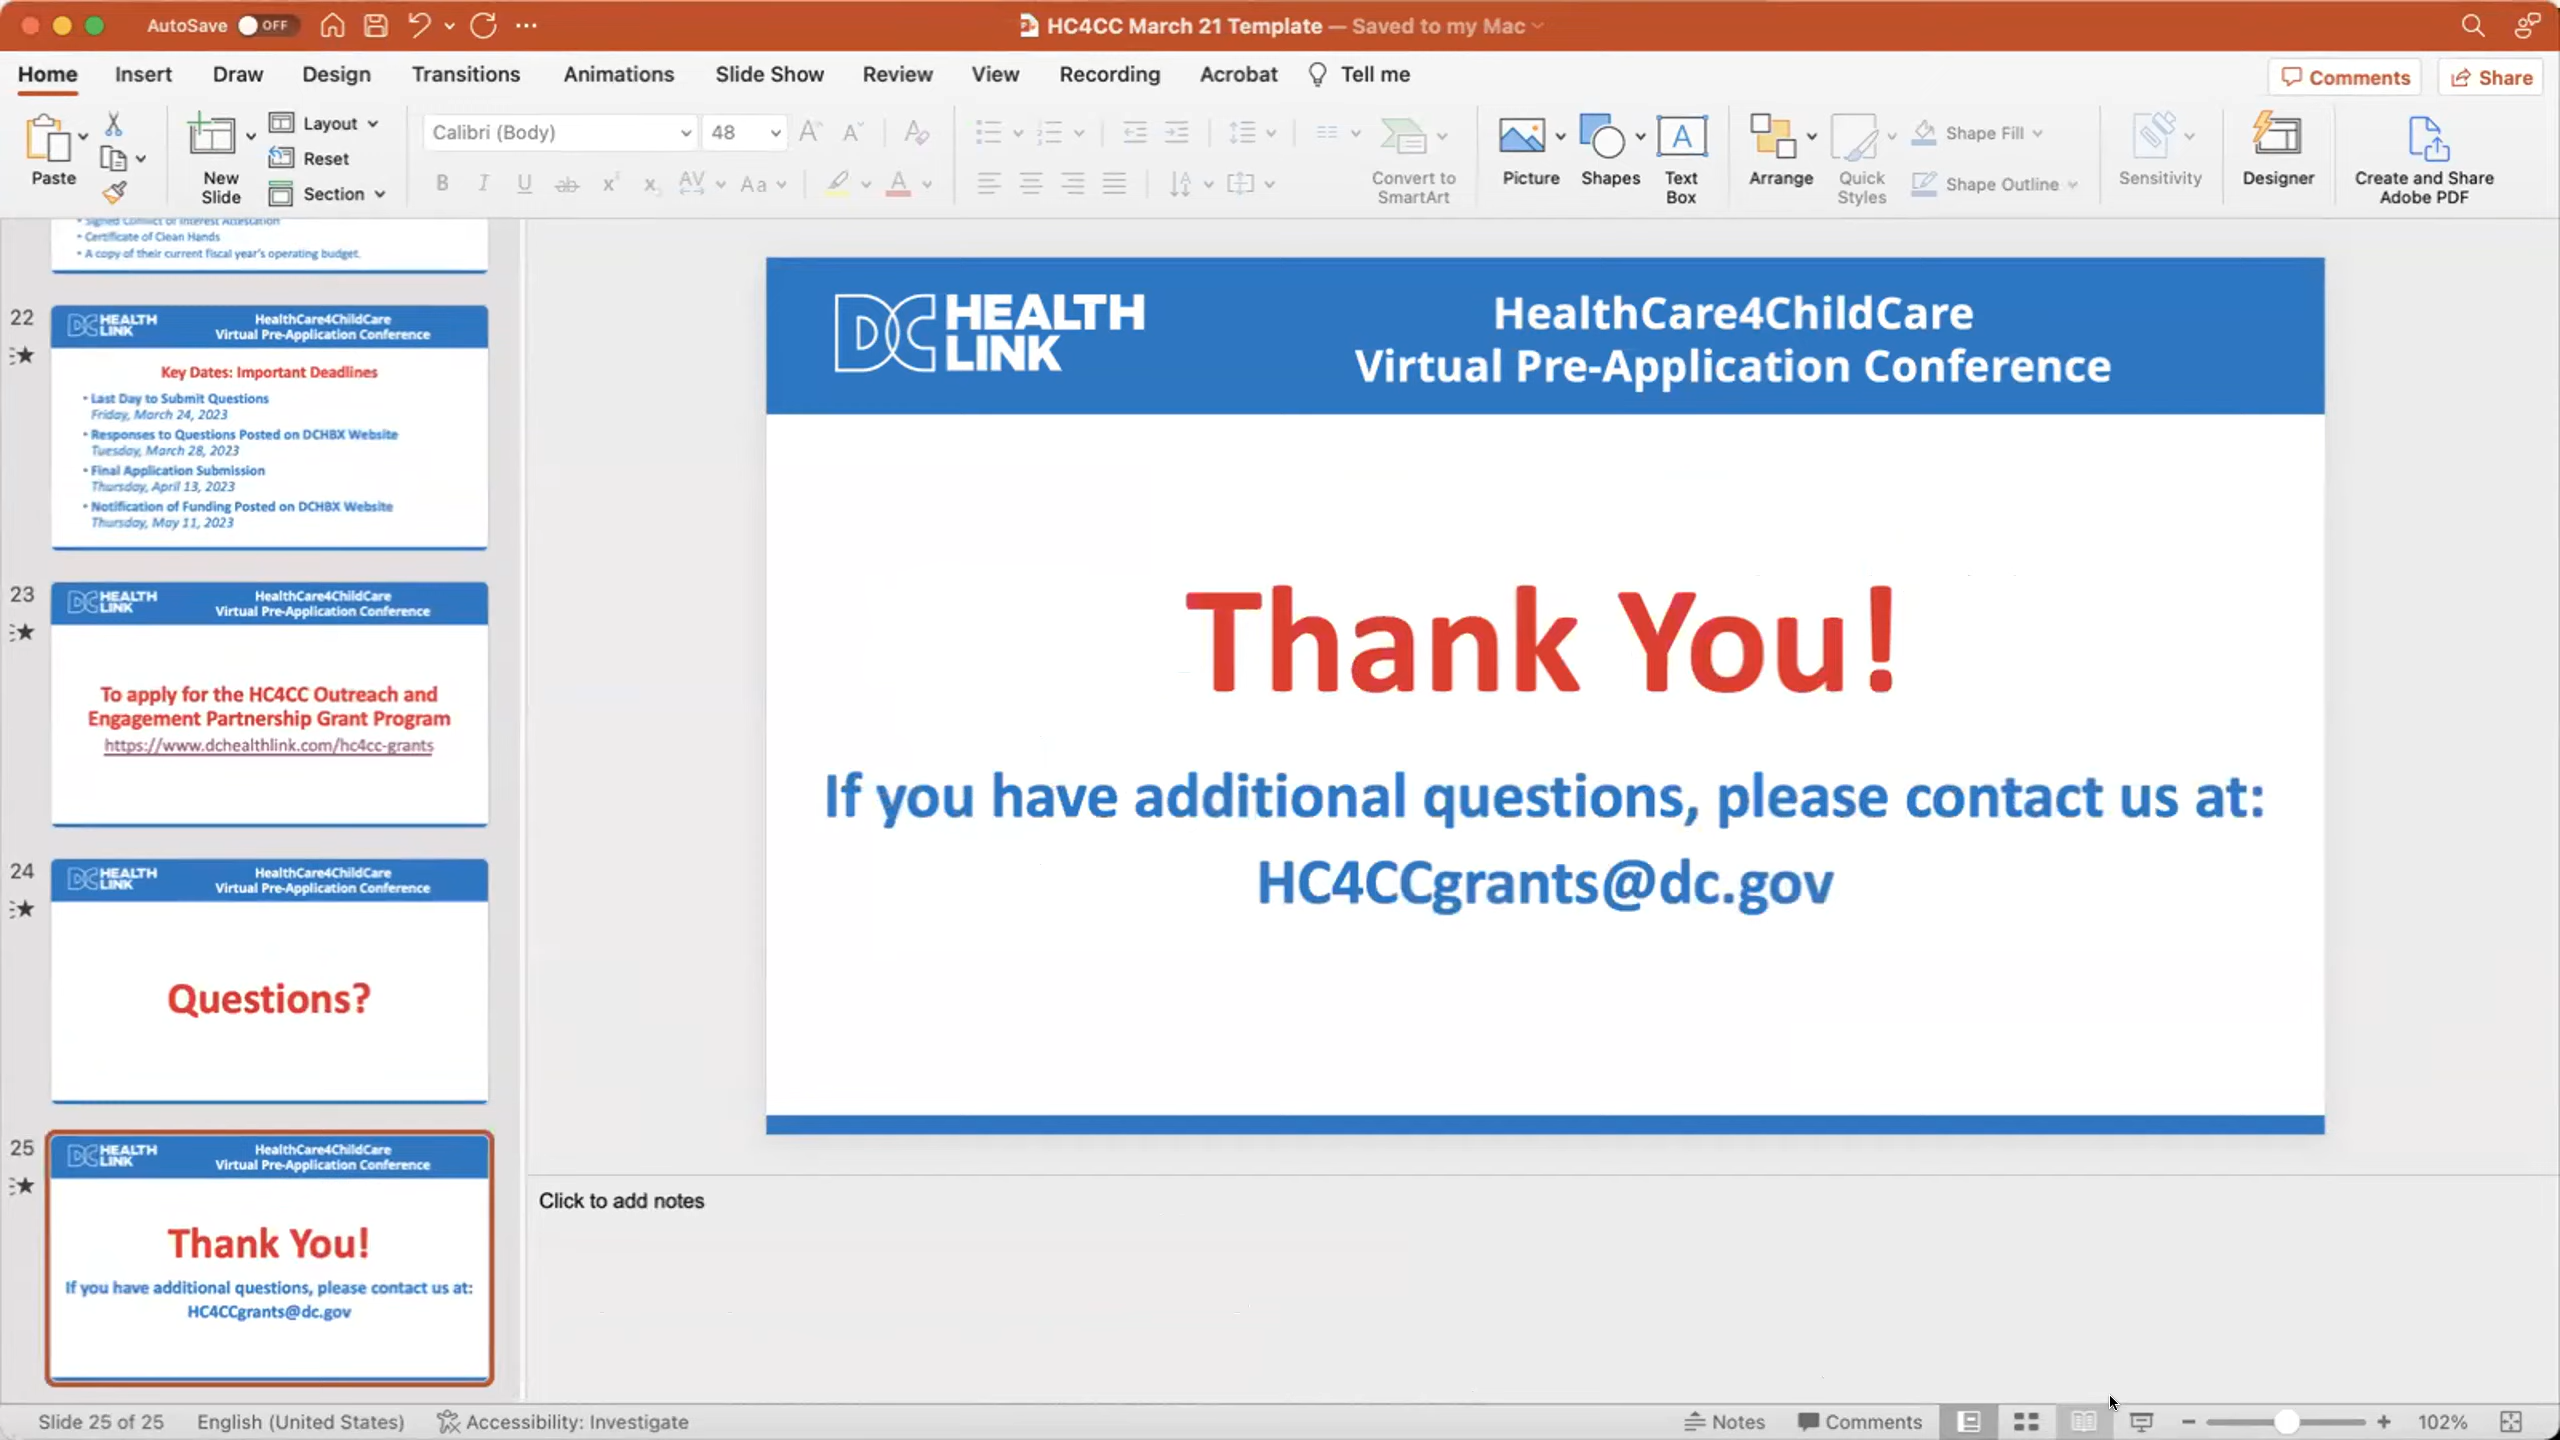 AutoSave OFF
HC4CC March 21 Template — Saved to my Mac
Home Insert Draw Design Transitions Animations Slide Show Review View Recording Acrobat Tell me
Comments Share
Paste
New Slide
Layout
Reset
Section
Calibri (Body) 48
Convert to SmartArt
Picture
Shapes
Text Box
Arrange
Quick Styles
Shape Fill
Shape Outline
Sensitivity
Designer
Create and Share Adobe PDF
• Signed Conflict of Interest Attestation
• Certificate of Clean Hands
• A copy of their current fiscal year's operating budget.
22
DC HEALTH LINK
HealthCare4ChildCare
Virtual Pre-Application Conference
Key Dates: Important Deadlines
• Last Day to Submit Questions
Friday, March 24, 2023
• Responses to Questions Posted on DCHBX Website
Tuesday, March 28, 2023
• Final Application Submission
Thursday, April 13, 2023
• Notification of Funding Posted on DCHBX Website
Thursday, May 11, 2023
23
DC HEALTH LINK
HealthCare4ChildCare
Virtual Pre-Application Conference
To apply for the HC4CC Outreach and
Engagement Partnership Grant Program
https://www.dchealthlink.com/hc4cc-grants
24
DC HEALTH LINK
HealthCare4ChildCare
Virtual Pre-Application Conference
Questions?
25
DC HEALTH LINK
HealthCare4ChildCare
Virtual Pre-Application Conference
Thank You!
If you have additional questions, please contact us at:
HC4CCgrants@dc.gov
DC HEALTH
LINK
HealthCare4ChildCare
Virtual Pre-Application Conference
Thank You!
If you have additional questions, please contact us at:
HC4CCgrants@dc.gov
Click to add notes
Slide 25 of 25 English (United States) Accessibility: Investigate
Notes Comments 102%